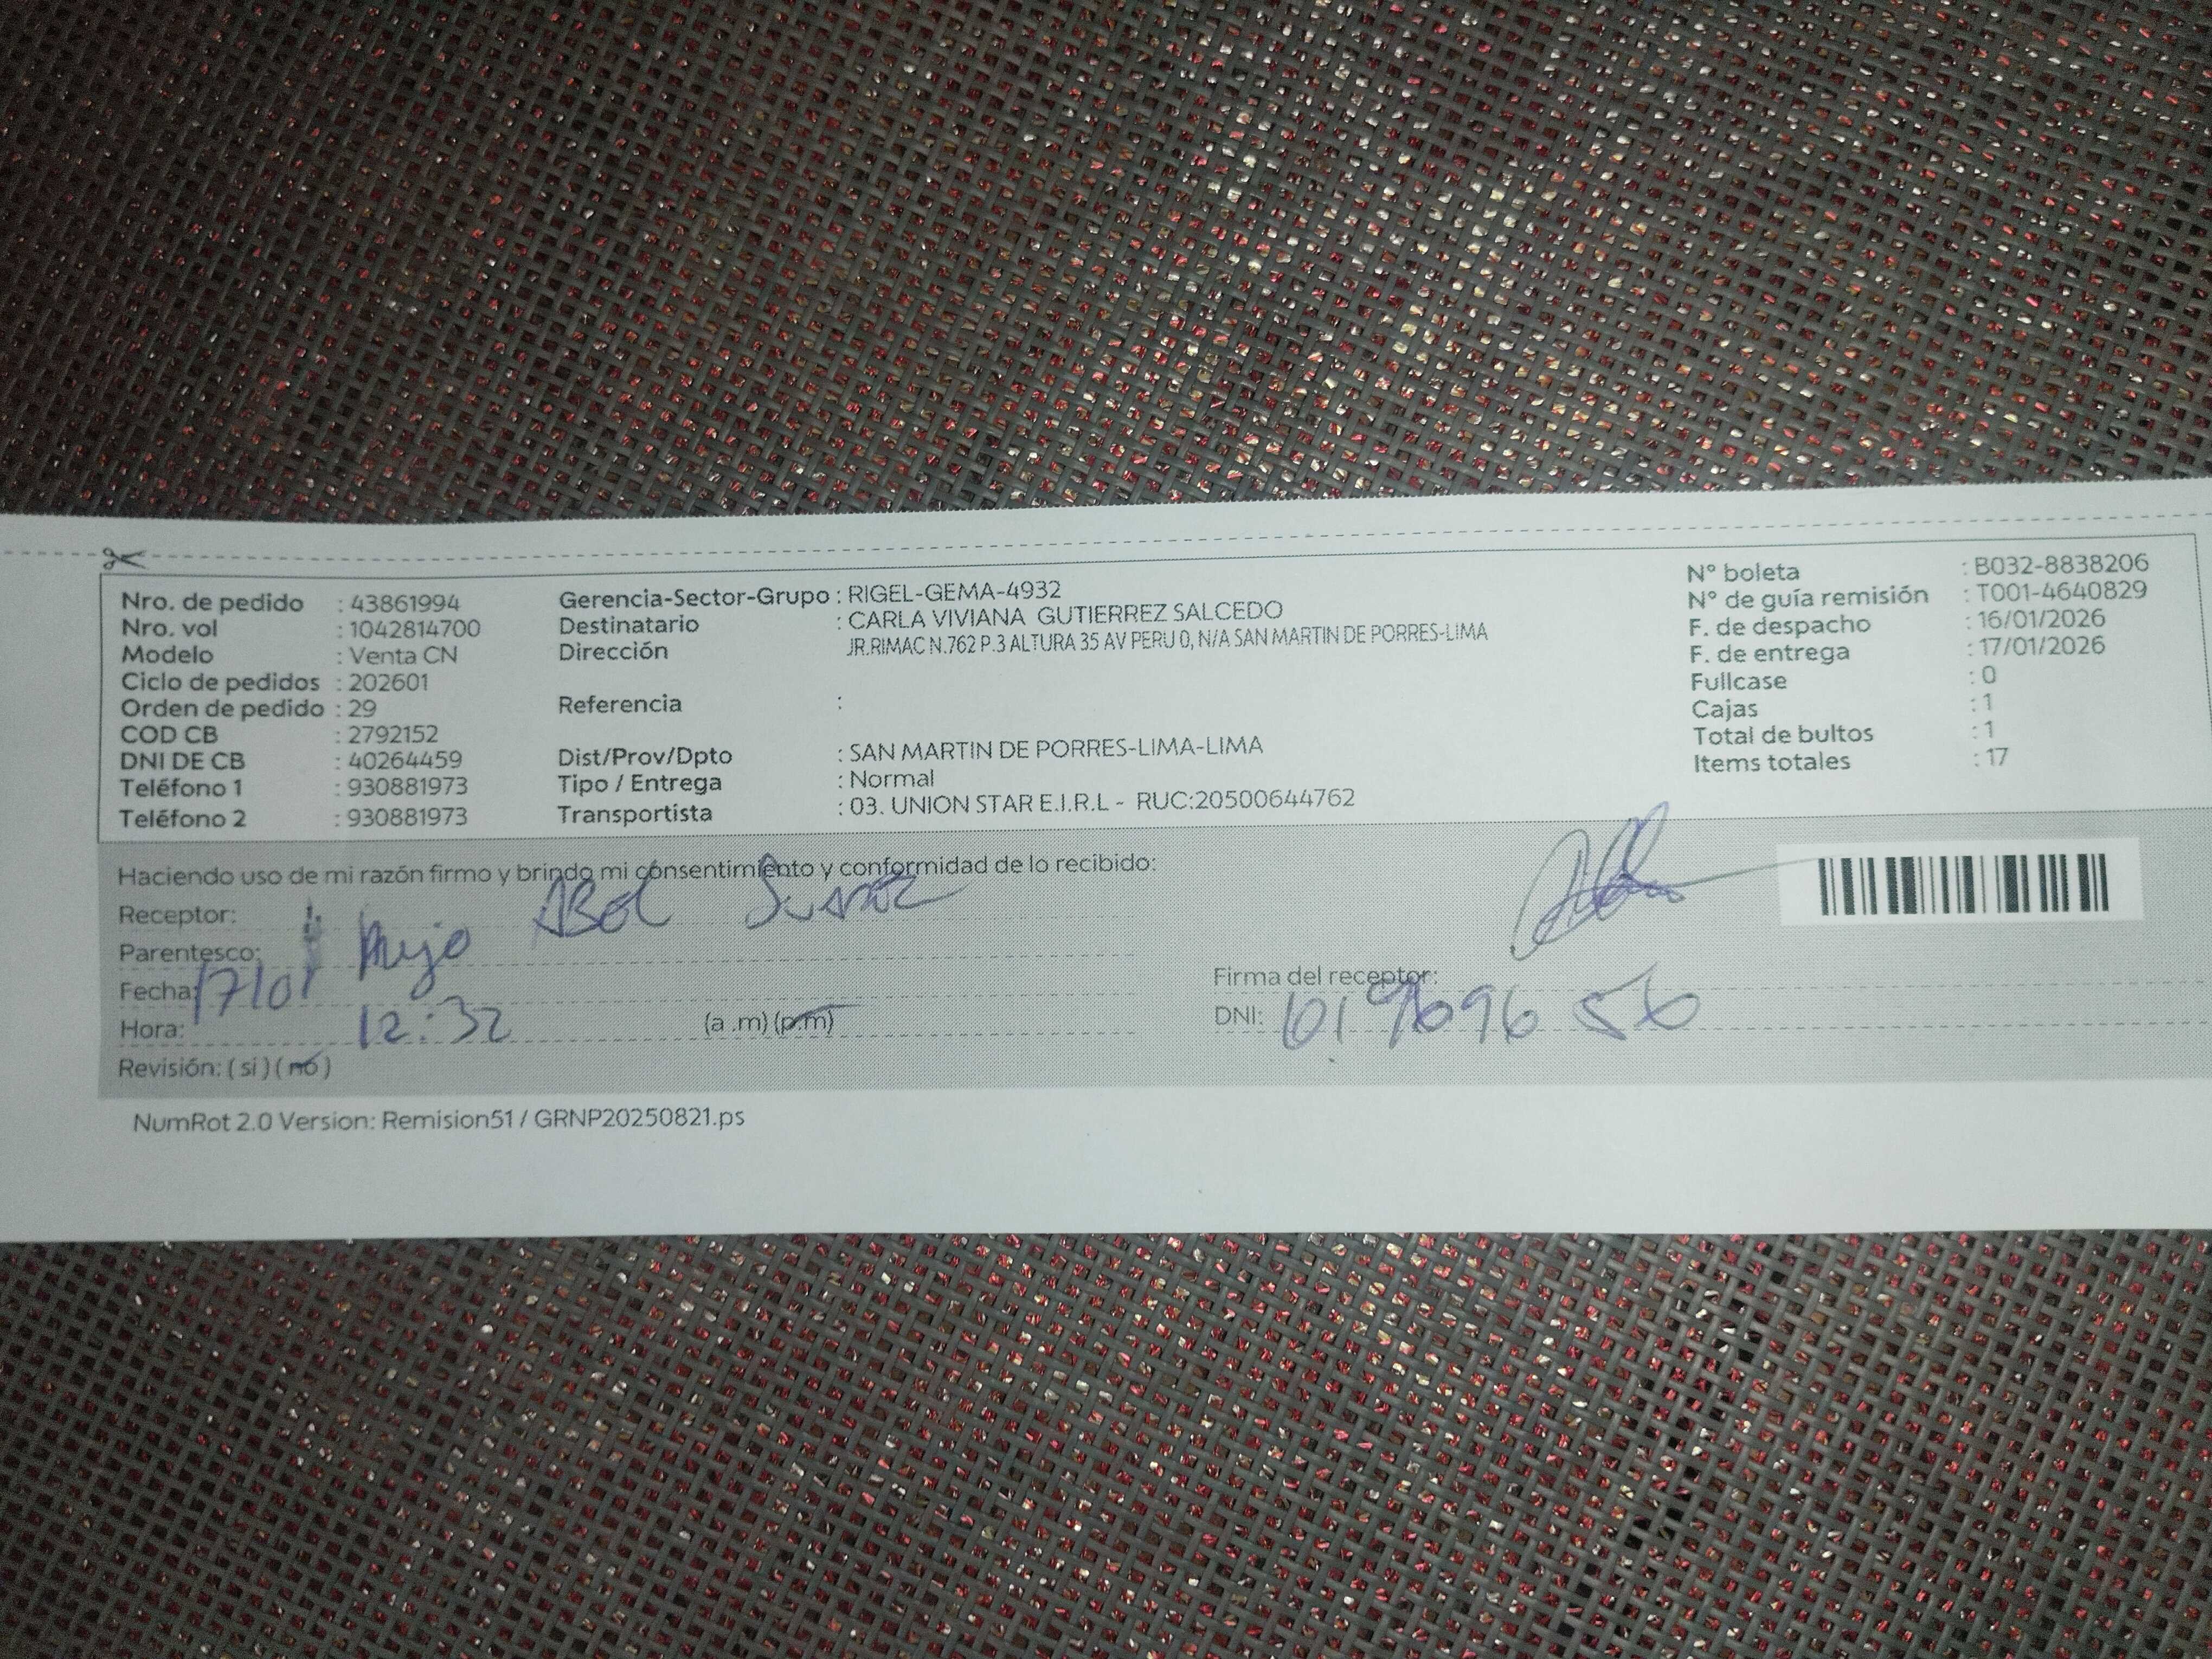 Nro. de pedido : 43861994
Nro. vol : 1042814700
Modelo : Venta CN
Ciclo de pedidos : 202601
Orden de pedido : 29
COD CB : 2792152
DNI DE CB : 40264459
Teléfono 1 : 930881973
Teléfono 2 : 930881973
Gerencia-Sector-Grupo : RIGEL-GEMA-4932
Destinatario : CARLA VIVIANA GUTIERREZ SALCEDO
Dirección JR.RIMAC N.762 P.3 ALTURA 35 AV PERU 0, N/A SAN MARTIN DE PORRES-LIMA
Referencia :
Dist/Prov/Dpto : SAN MARTIN DE PORRES-LIMA-LIMA
Tipo / Entrega : Normal
Transportista : 03. UNION STAR E.I.R.L - RUC:20500644762
N° boleta : B032-8838206
N° de guía remisión : T001-4640829
F. de despacho : 16/01/2026
F. de entrega : 17/01/2026
Fullcase : 0
Cajas : 1
Total de bultos : 1
Items totales : 17
Haciendo uso de mi razón firmo y brindo mi consentimiento y conformidad de lo recibido:
Receptor: Abel
Parentesco:
Fecha: 17/01
Hora: 12:32 (a .m) (p.m)
Revisión: ( si ) ( no )
Firma del receptor:
DNI:
NumRot 2.0 Version: Remision51 / GRNP20250821.ps